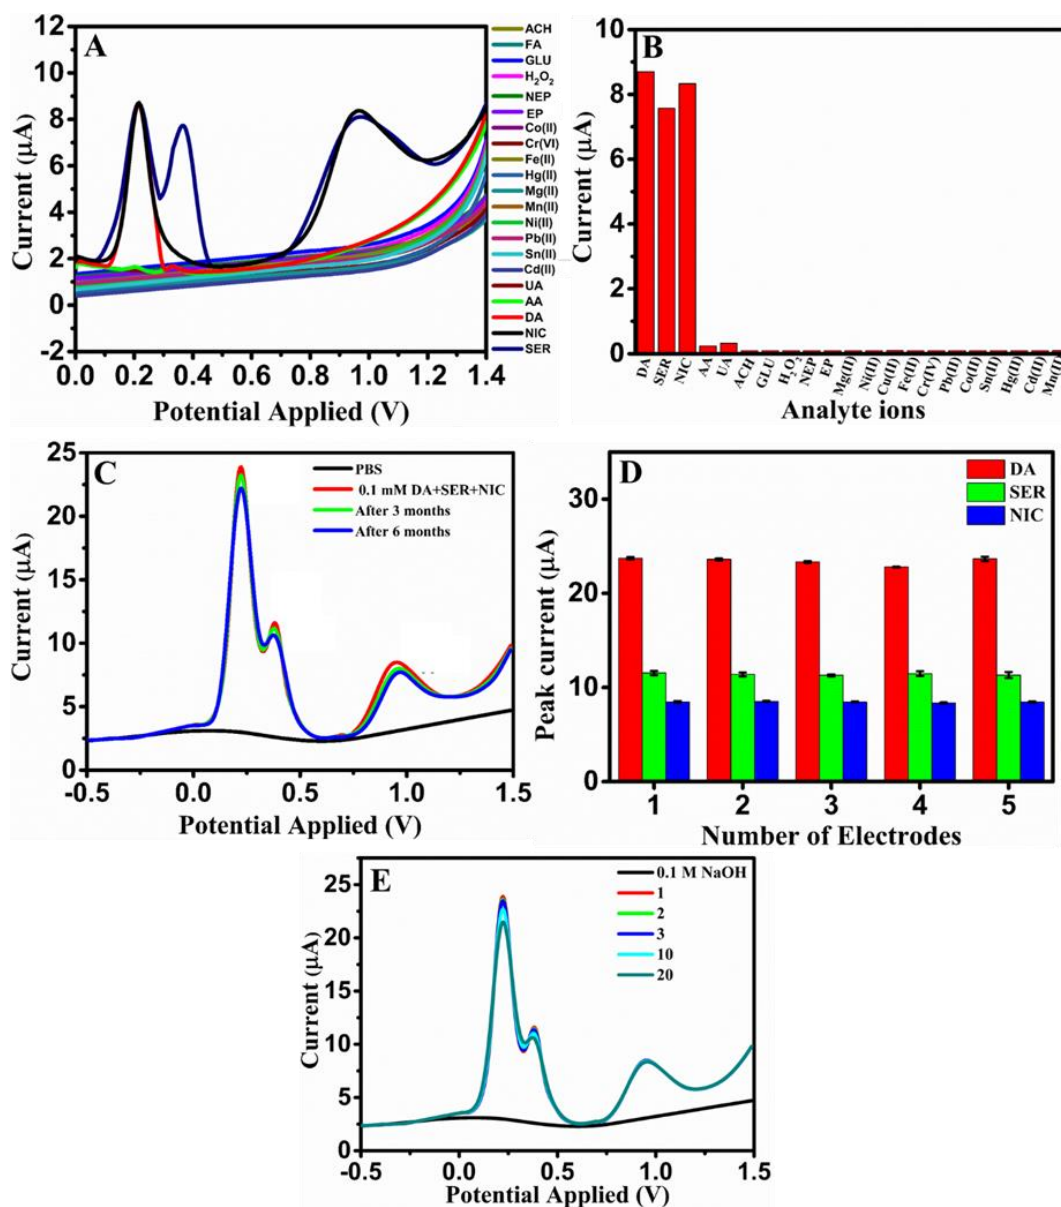 A
12
10
8
6
4
2
0
-2
Current (μA)
0.0 0.2 0.4 0.6 0.8 1.0 1.2 1.4
Potential Applied (V)
ACH
FA
GLU
H₂O₂
NEP
EP
Co(II)
Cr(VI)
Fe(II)
Hg(II)
Mg(II)
Mn(II)
Ni(II)
Pb(II)
Sn(II)
Cd(II)
UA
AA
DA
NIC
SER
B
10
8
6
4
2
0
Current (μA)
DA SER NIC AA UA ACH GLU H₂O₂ NEP EP Mg(II) Ni(II) Cu(II) Fe(II) Cr(IV) Pb(II) Co(II) Sn(II) Hg(II) Cd(II) Mn(II)
Analyte ions
C
25
20
15
10
5
0
Current (μA)
-0.5 0.0 0.5 1.0 1.5
Potential Applied (V)
PBS
0.1 mM DA+SER+NIC
After 3 months
After 6 months
D
30
20
10
0
Peak current (μA)
1 2 3 4 5
Number of Electrodes
DA
SER
NIC
E
25
20
15
10
5
0
Current (μA)
-0.5 0.0 0.5 1.0 1.5
Potential Applied (V)
0.1 M NaOH
1
2
3
10
20